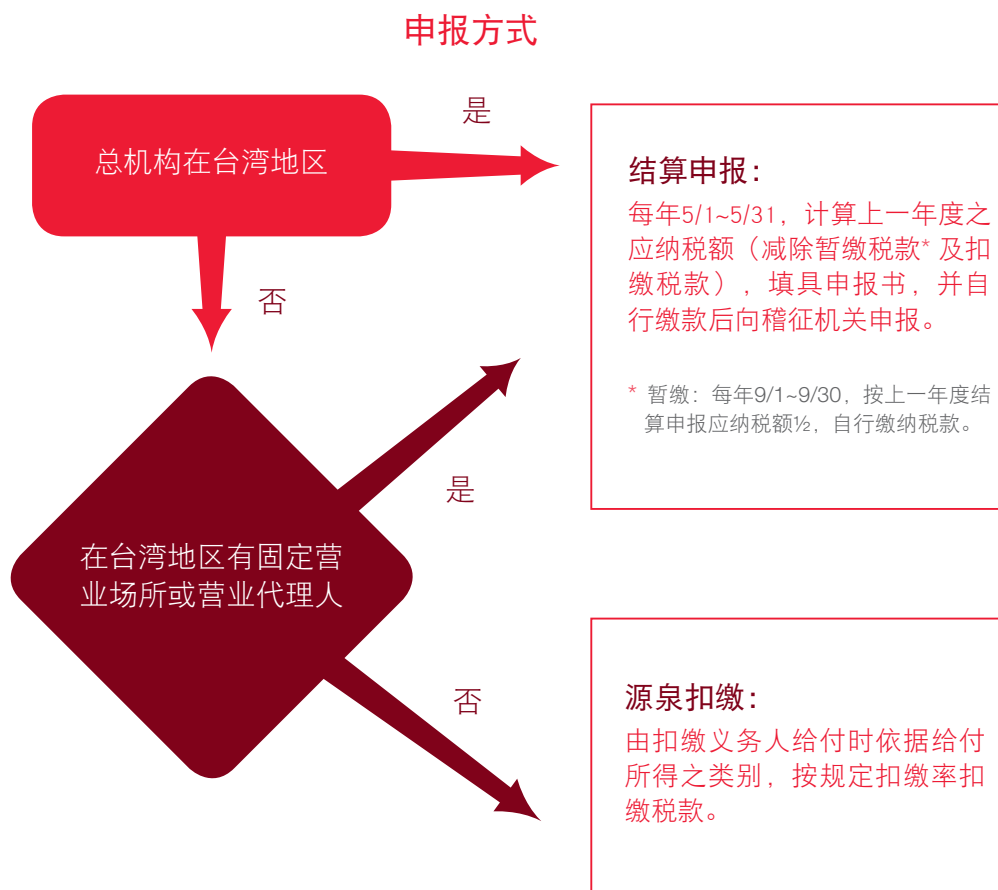 申报方式
是
总机构在台湾地区
结算申报：
每年5/1~5/31，计算上一年度之
应纳税额（减除暂缴税款* 及扣
缴税款），填具申报书，并自
行缴款后向稽征机关申报。
* 暂缴：每年9/1~9/30，按上一年度结
算申报应纳税额½，自行缴纳税款。
否
是
在台湾地区有固定营
业场所或营业代理人
否
源泉扣缴：
由扣缴义务人给付时依据给付
所得之类别，按规定扣缴率扣
缴税款。